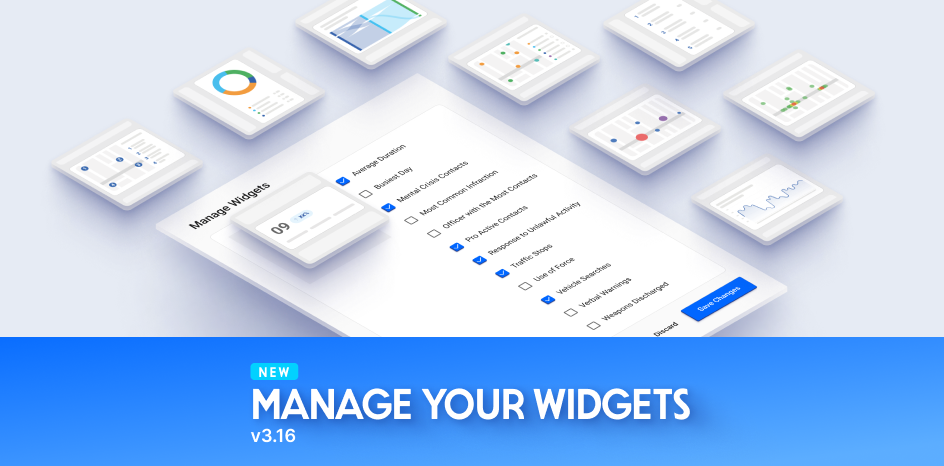 Manage Widgets
09
Average Duration
Busiest Day
Mental Crisis Contacts
Most Common Infraction
Officer with the Most Contacts
Pro Active Contacts
Response to Unlawful Activity
Traffic Stops
Use of Force
Vehicle Searches
Verbal Warnings
Weapons Discharged
Discard
Save Changes
NEW
MANAGE YOUR WIDGETS
v3.16